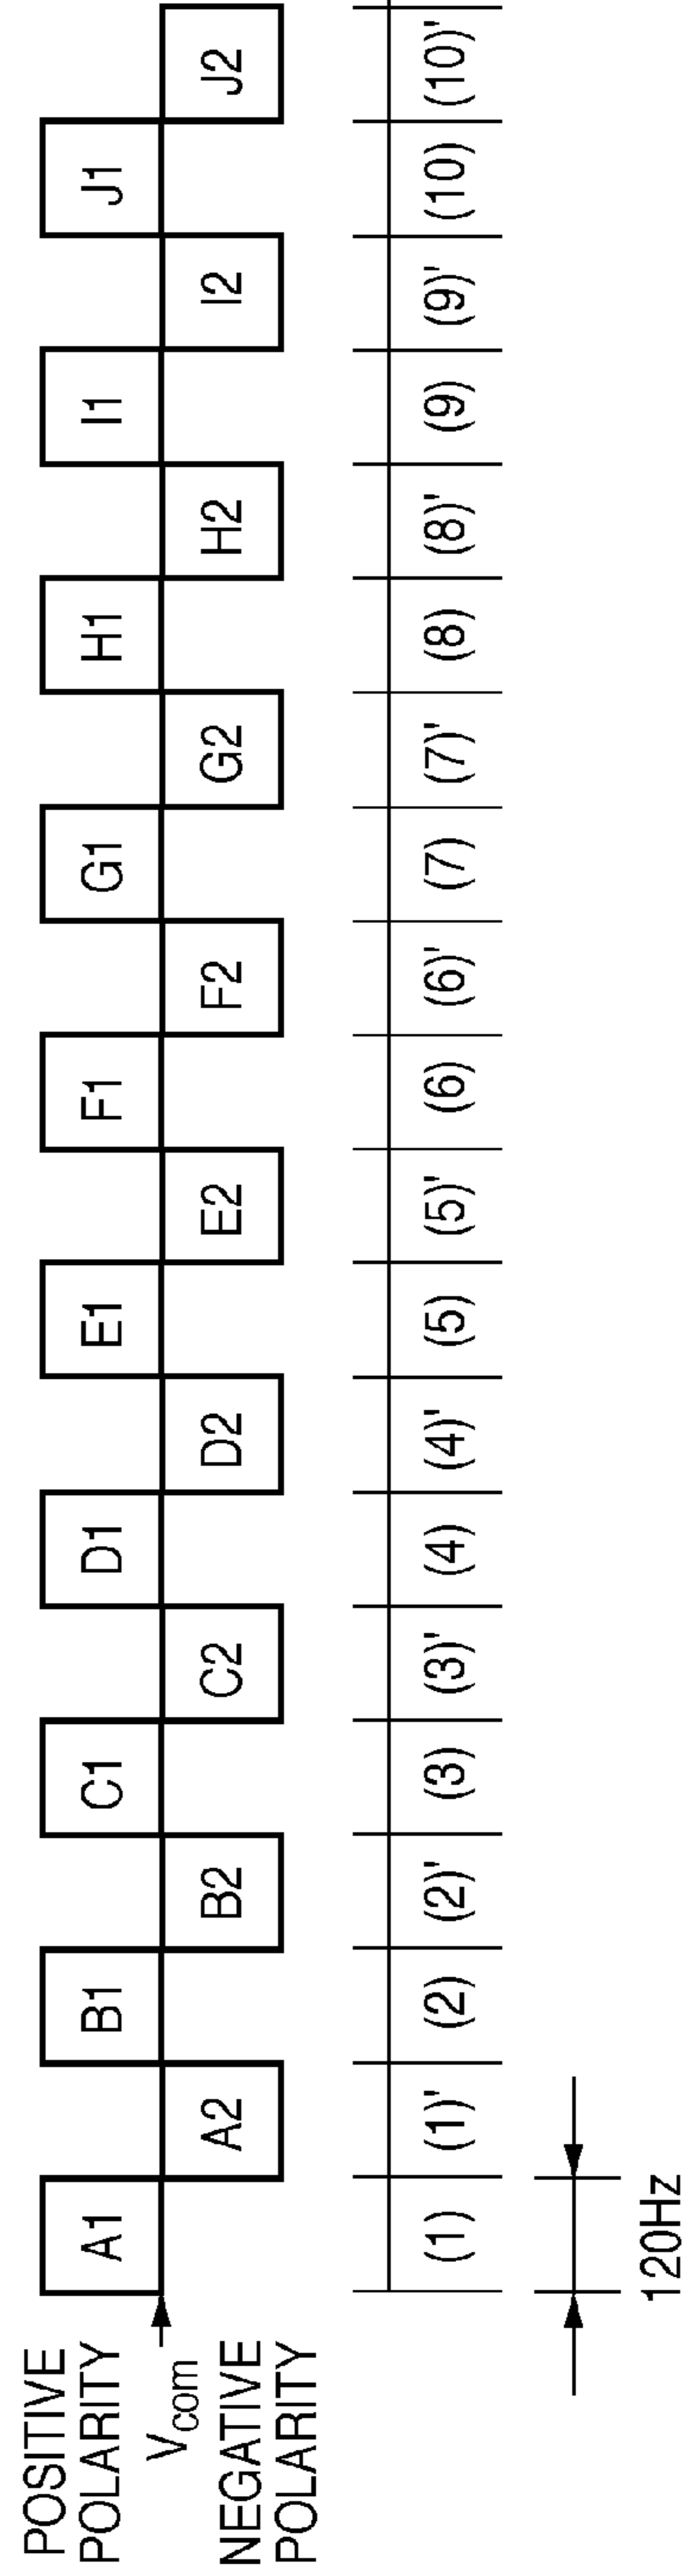 POSITIVE
POLARITY
A1 B1 C1 D1 E1 F1 G1 H1 I1 J1
Vcom
NEGATIVE
POLARITY
A2 B2 C2 D2 E2 F2 G2 H2 I2 J2
(1) (1)' (2) (2)' (3) (3)' (4) (4)' (5) (5)' (6) (6)' (7) (7)' (8) (8)' (9) (9)' (10) (10)'
120Hz